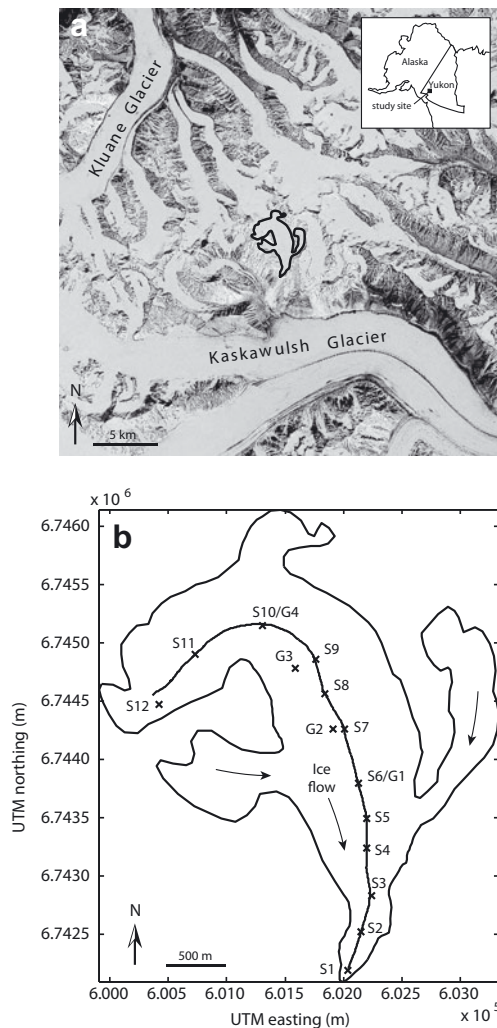 a
Alaska
Yukon
study site
Kluane Glacier
Kaskawulsh Glacier
N
5 km
x 10 6
b
6.7460
6.7455
6.7450
6.7445
6.7440
6.7435
6.7430
6.7425
UTM northing (m)
S10/G4
S11
S9
G3
S8
S12
G2
S7
Ice
flow
S6/G1
S5
S4
S3
N
S2
500 m
S1
6.000
6.005
6.010
6.015
6.020
6.025
6.030
UTM easting (m)
x 10 5